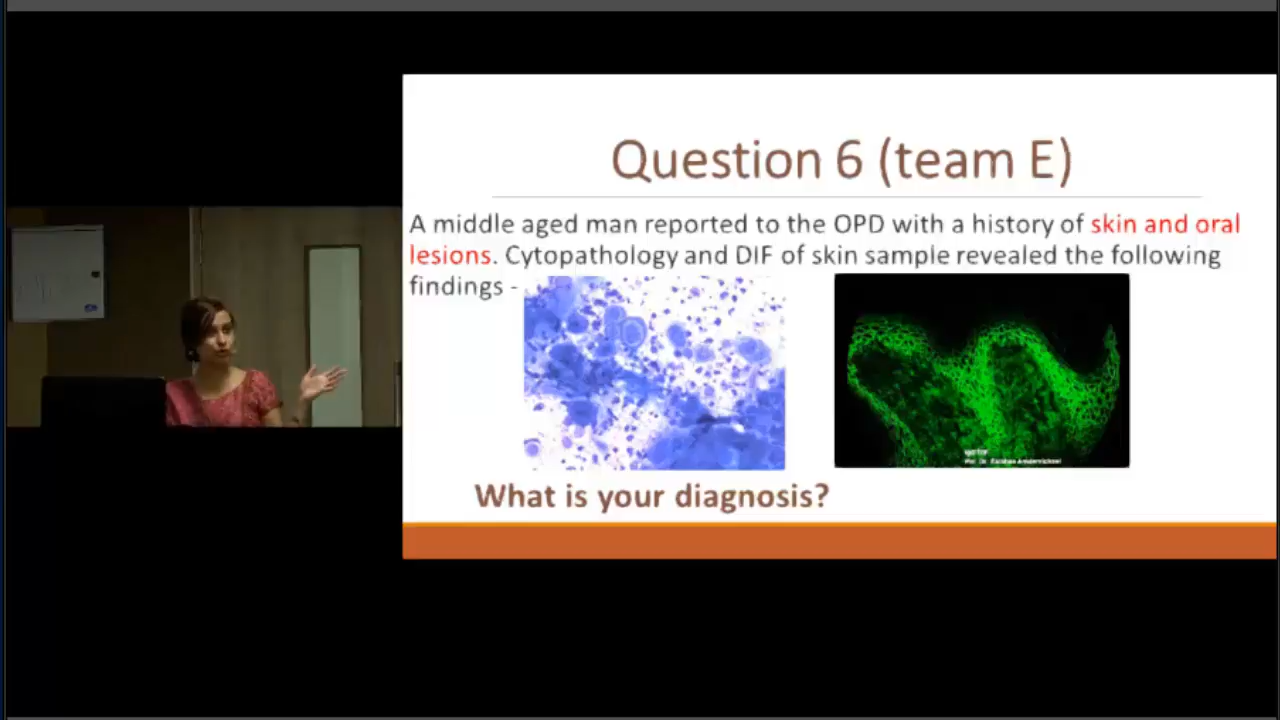 Question 6 (team E)
A middle aged man reported to the OPD with a history of skin and oral
lesions. Cytopathology and DIF of skin sample revealed the following
findings -
What is your diagnosis?